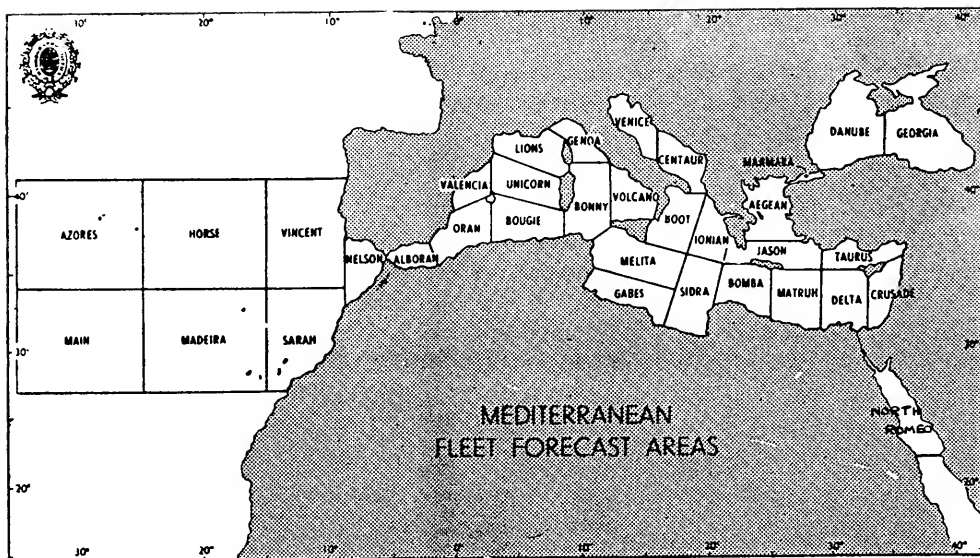 30° 20° 10° 0° 10° 20° 30° 40°
VENICE
DANUBE GEORGIA
LIONS GENOA
CENTAUR
MARMARA
40°
VALENCIA UNICORN
VOLCANO
AEGEAN
BONNY
AZORES HORSE VINCENT
ORAN BOUGIE
BOOT
IONIAN
NELSON ALBORAN
MELITA
JASON
TAURUS
GABES
SIDRA
BOMBA MATRUH DELTA CRUSADE
MAIN MADEIRA SARAH
30°
30°
MEDITERRANEAN
FLEET FORECAST AREAS
NORTH
ROMEO
20°
20°
30° 20° 10° 0° 10° 20° 30° 40°